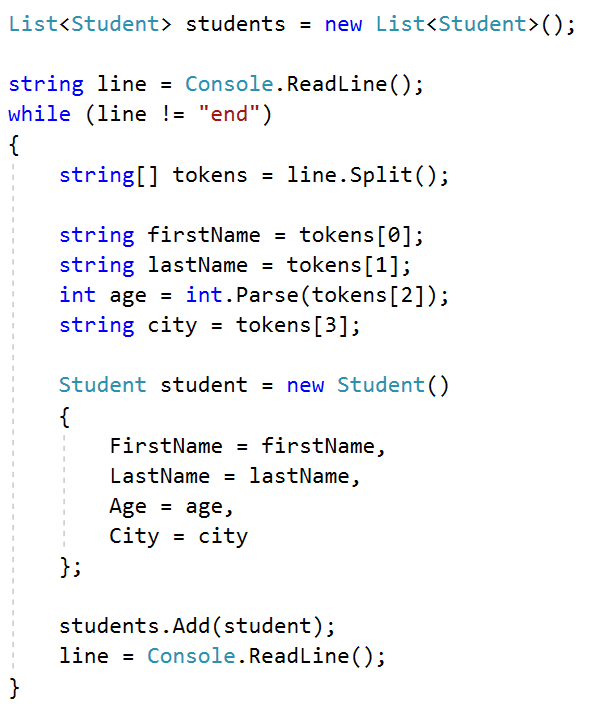 List<Student> students = new List<Student>();

string line = Console.ReadLine();
while (line != "end")
{
    string[] tokens = line.Split();

    string firstName = tokens[0];
    string lastName = tokens[1];
    int age = int.Parse(tokens[2]);
    string city = tokens[3];

    Student student = new Student()
    {
        FirstName = firstName,
        LastName = lastName,
        Age = age,
        City = city
    };

    students.Add(student);
    line = Console.ReadLine();
}